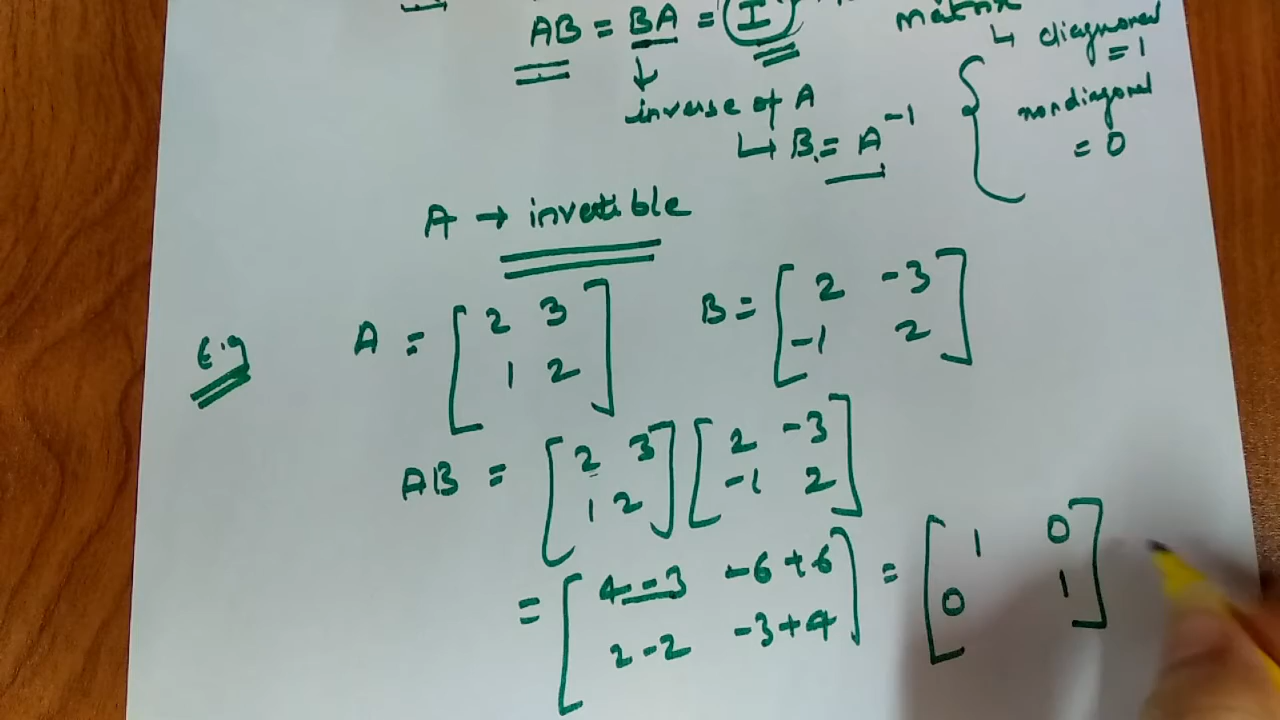 AB = BA = I matrix
↳ diagnonal = 1
↓
inverse of A
nondiagonal = 0
↳ B = A⁻¹
A → invertible
E.g A = [2 3
1 2] B = [2 -3
-1 2]
AB = [2 3
1 2] [2 -3
-1 2]
= [4-3 -6+6
2-2 -3+4] = [1 0
0 1]